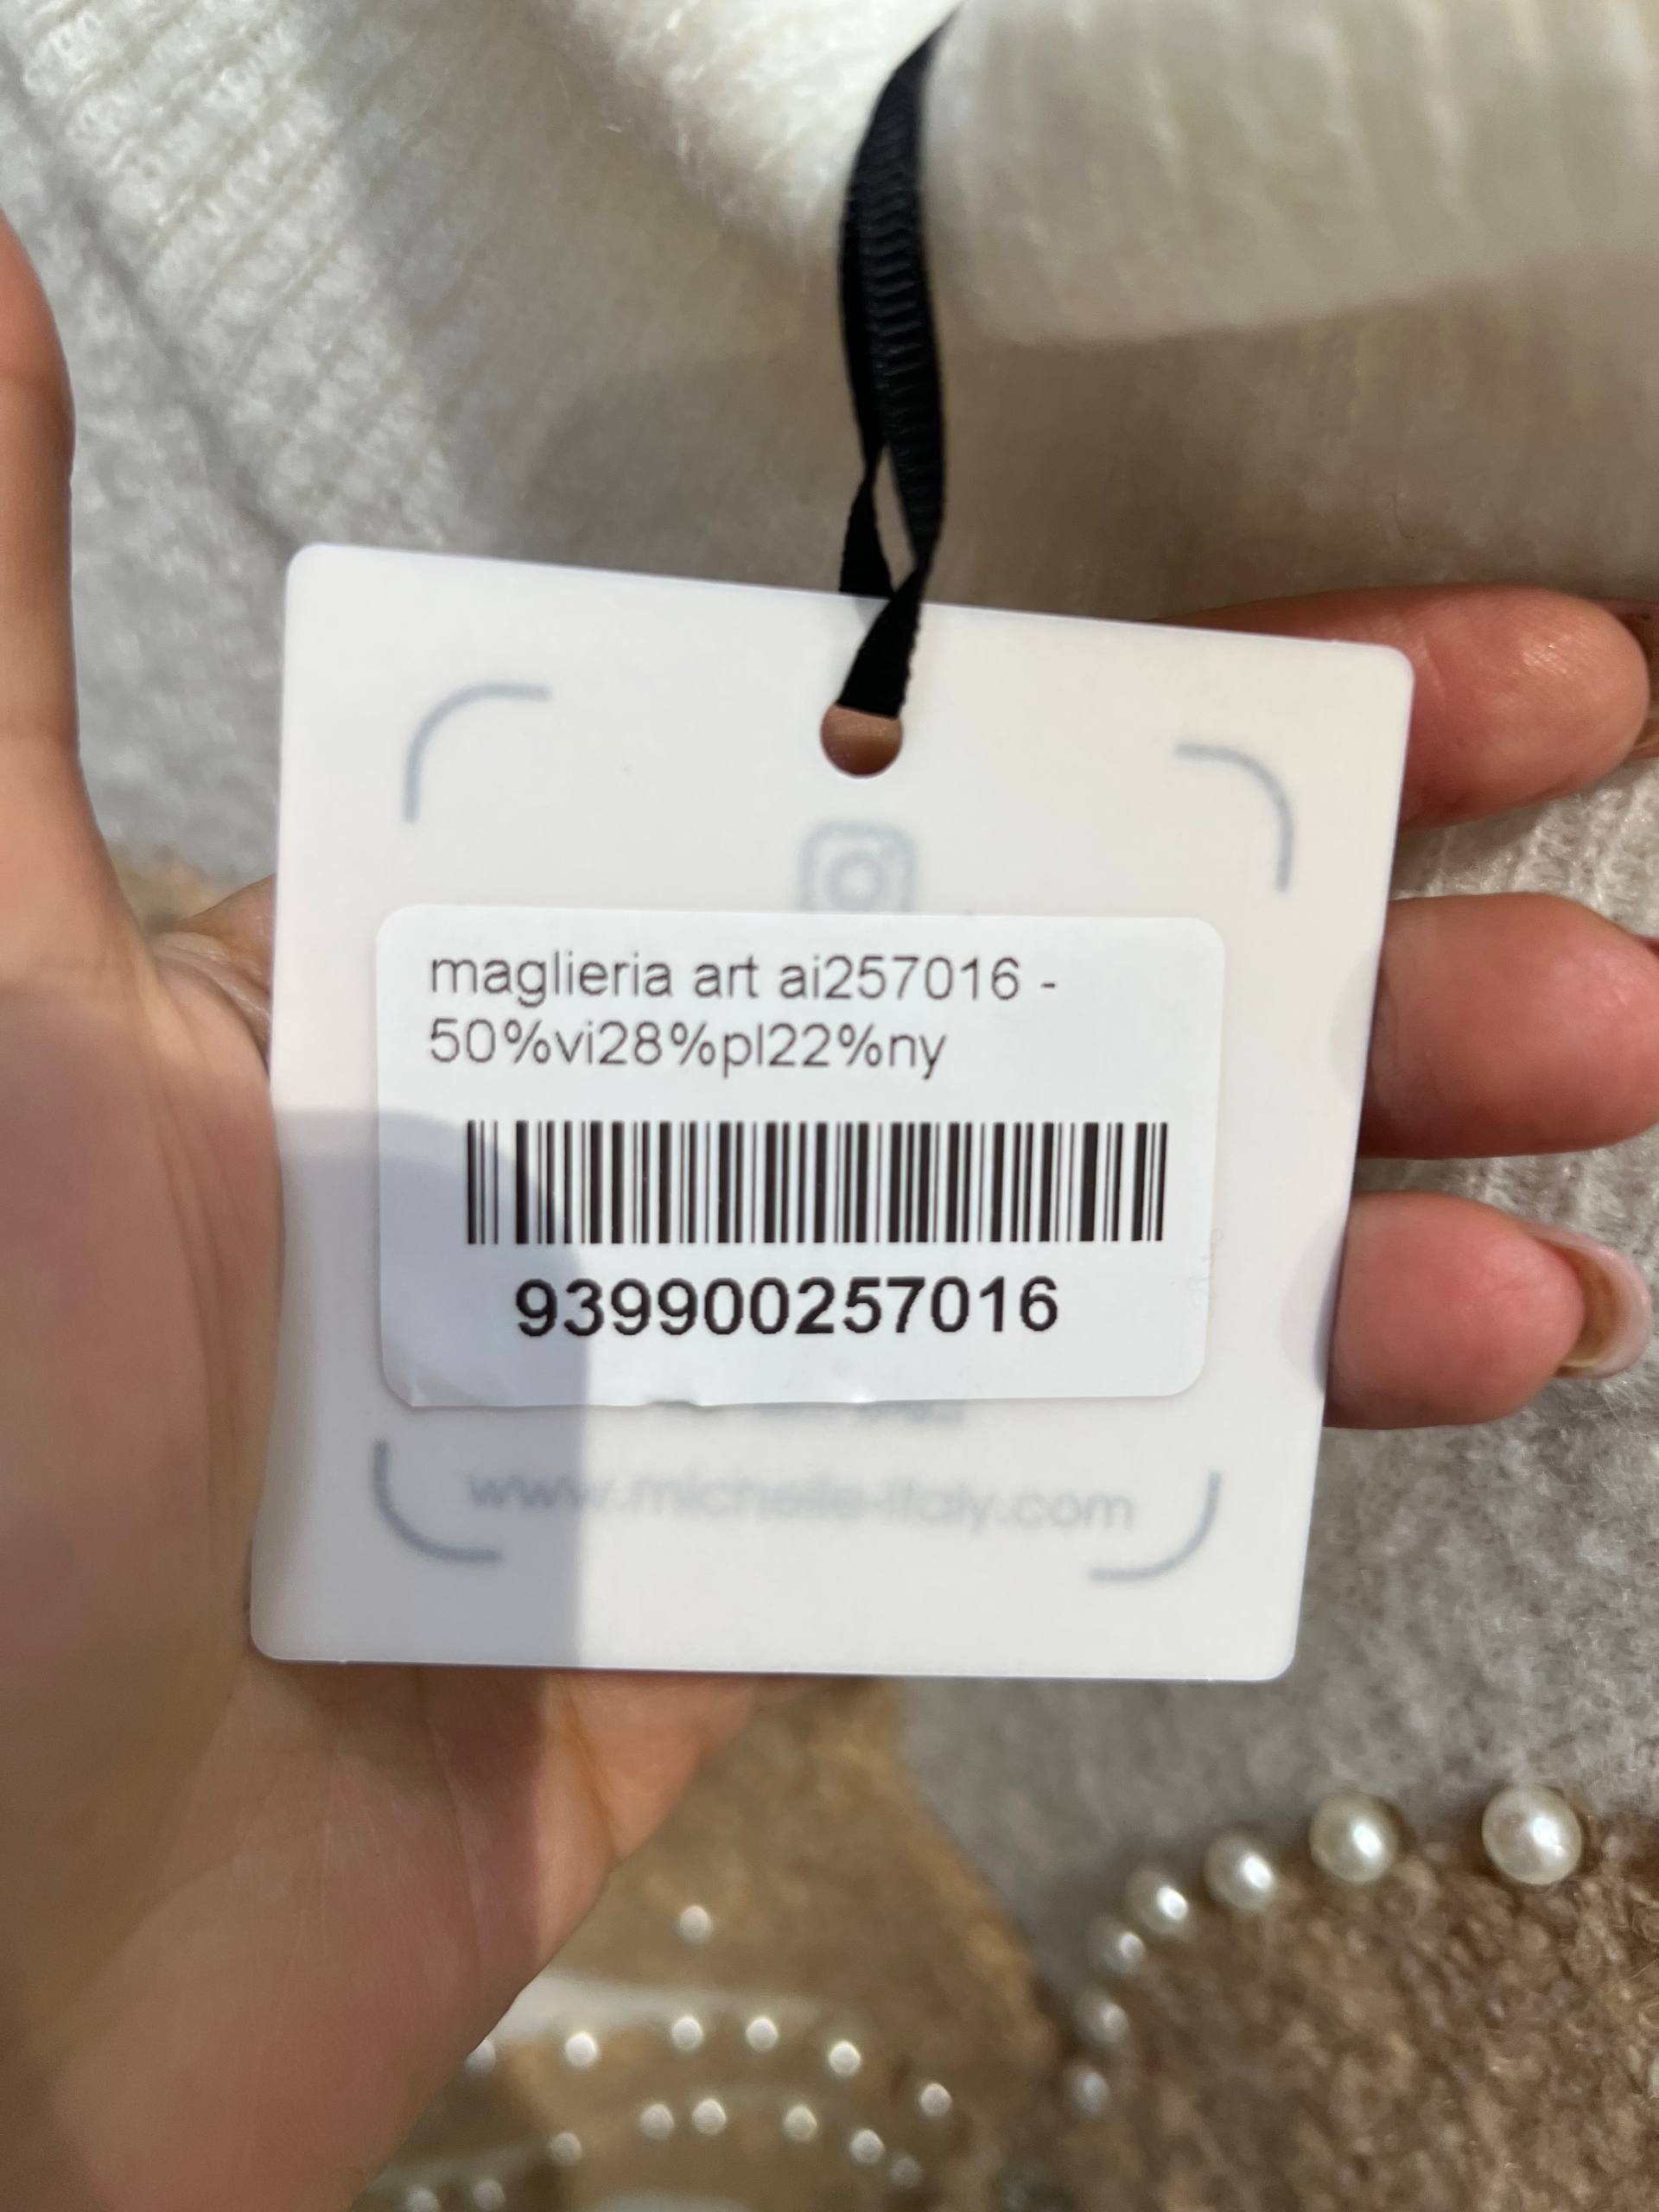 maglieria art ai257016 -
50%vi28%pl22%ny
939900257016
www.michelle-italy.com